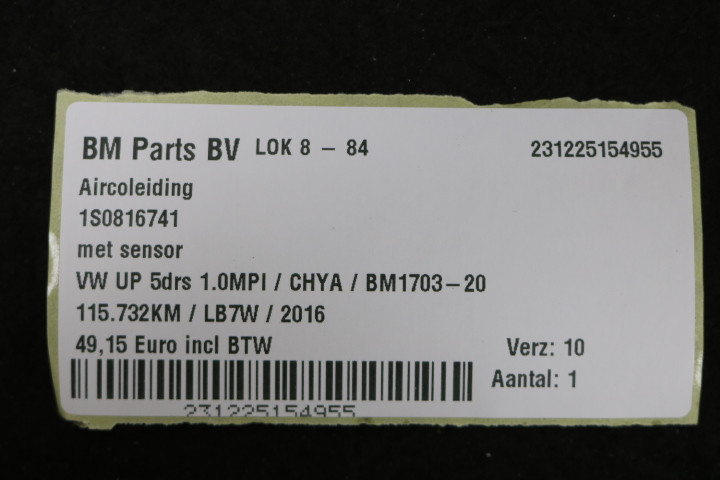 BM Parts BV LOK 8 – 84 231225154955
Aircoleiding
1S0816741
met sensor
VW UP 5drs 1.0MPI / CHYA / BM1703–20
115.732KM / LB7W / 2016
49,15 Euro incl BTW Verz: 10
Aantal: 1
231225154955